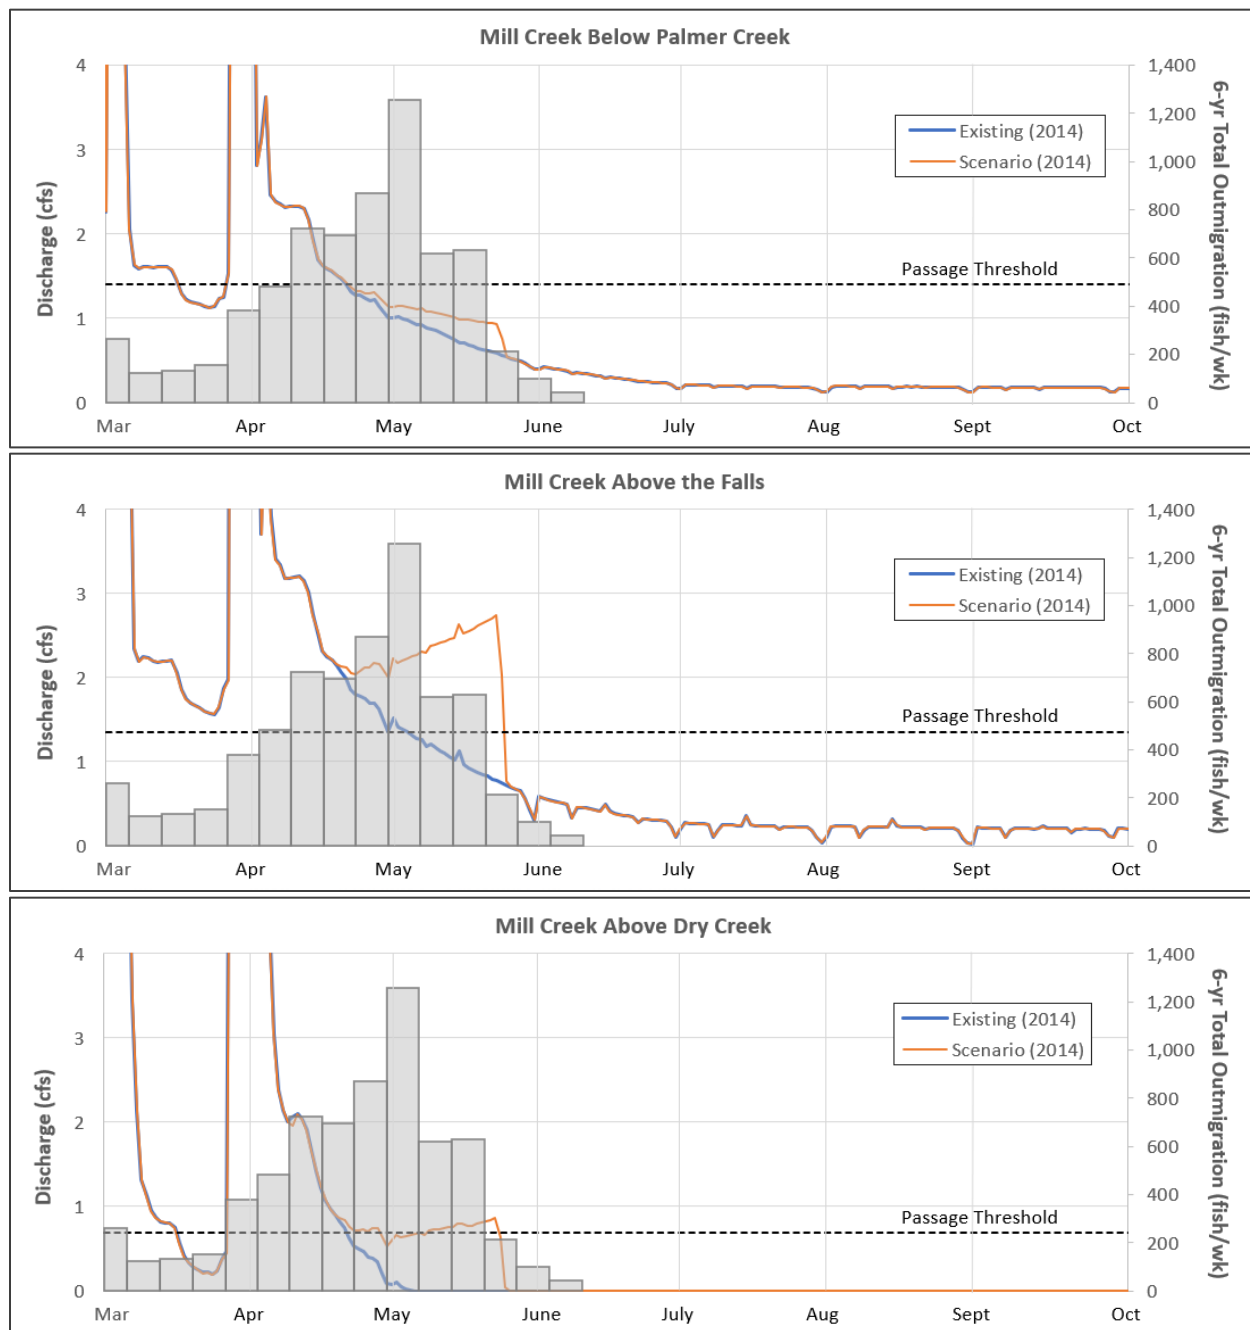 Mill Creek Below Palmer Creek
4
3
2
1
0
Discharge (cfs)
1,400
1,200
1,000
800
600
400
200
0
6-yr Total Outmigration (fish/wk)
Existing (2014)
Scenario (2014)
Passage Threshold
Mar Apr May June July Aug Sept Oct
Mill Creek Above the Falls
4
3
2
1
0
Discharge (cfs)
1,400
1,200
1,000
800
600
400
200
0
6-yr Total Outmigration (fish/wk)
Existing (2014)
Scenario (2014)
Passage Threshold
Mar Apr May June July Aug Sept Oct
Mill Creek Above Dry Creek
4
3
2
1
0
Discharge (cfs)
1,400
1,200
1,000
800
600
400
200
0
6-yr Total Outmigration (fish/wk)
Existing (2014)
Scenario (2014)
Passage Threshold
Mar Apr May June July Aug Sept Oct